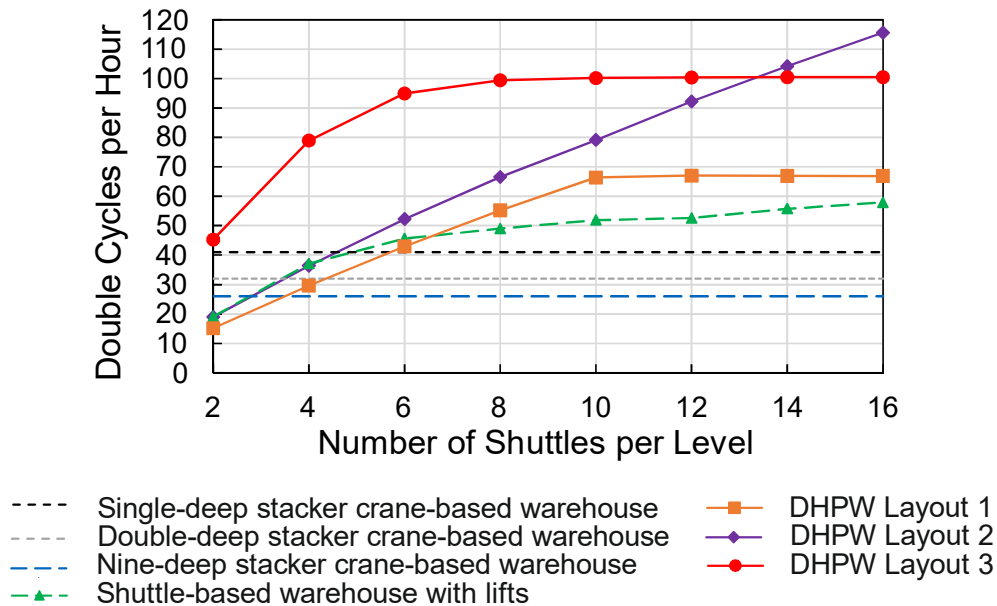 120
110
100
90
80
70
60
50
40
30
20
10
0
Double Cycles per Hour
2 4 6 8 10 12 14 16
Number of Shuttles per Level
Single-deep stacker crane-based warehouse
Double-deep stacker crane-based warehouse
Nine-deep stacker crane-based warehouse
Shuttle-based warehouse with lifts
DHPW Layout 1
DHPW Layout 2
DHPW Layout 3